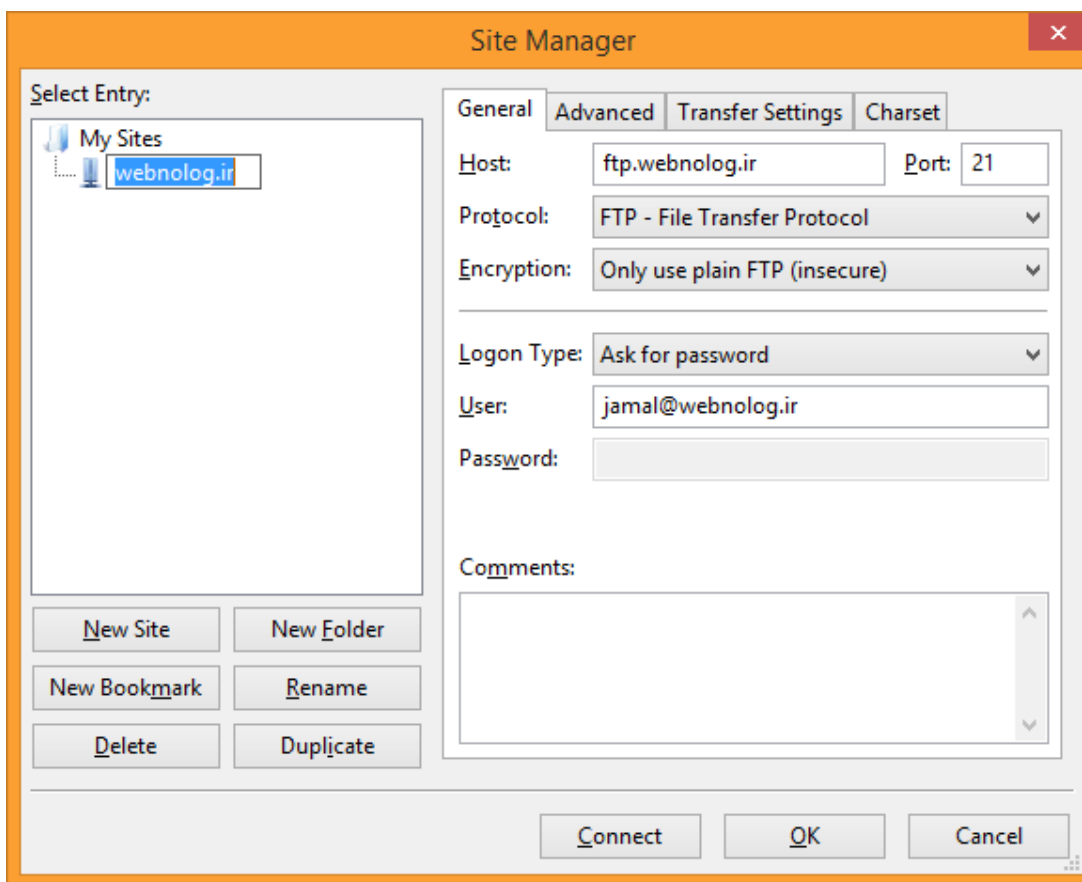 Site Manager
Select Entry:
My Sites
webnolog.ir
New Site
New Folder
New Bookmark
Rename
Delete
Duplicate
General
Advanced
Transfer Settings
Charset
Host:
ftp.webnolog.ir
Port:
21
Protocol:
FTP - File Transfer Protocol
Encryption:
Only use plain FTP (insecure)
Logon Type:
Ask for password
User:
jamal@webnolog.ir
Password:
Comments:
Connect
OK
Cancel